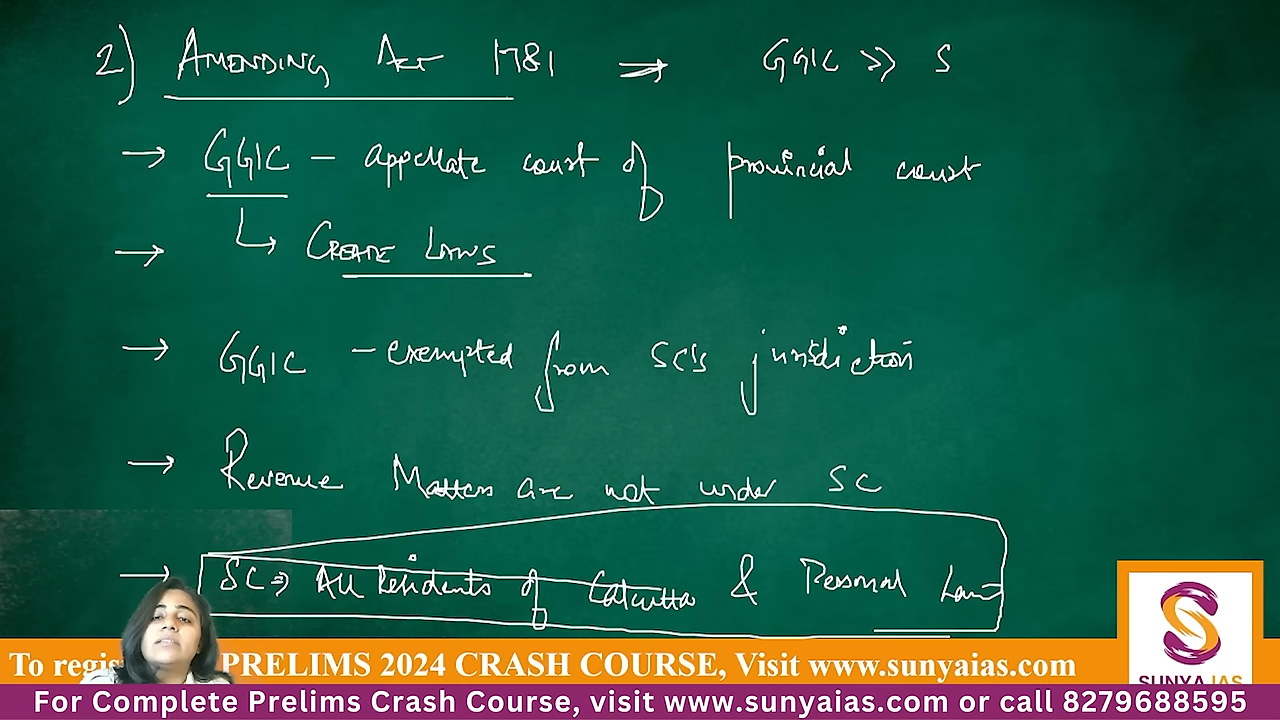 2) AMENDING ACT 1781 → GGIC >> S
→ GGIC - appellate court of provincial court
→ ↳ CREATE LAWS
→ GGIC - exempted from SC's jurisdiction
→ Revenue Matters are not under SC
→ SC ⇒ All Residents of Calcutta & Personal Law
To regis PRELIMS 2024 CRASH COURSE, Visit www.sunyaias.com
SUNYA IAS
For Complete Prelims Crash Course, visit www.sunyaias.com or call 8279688595